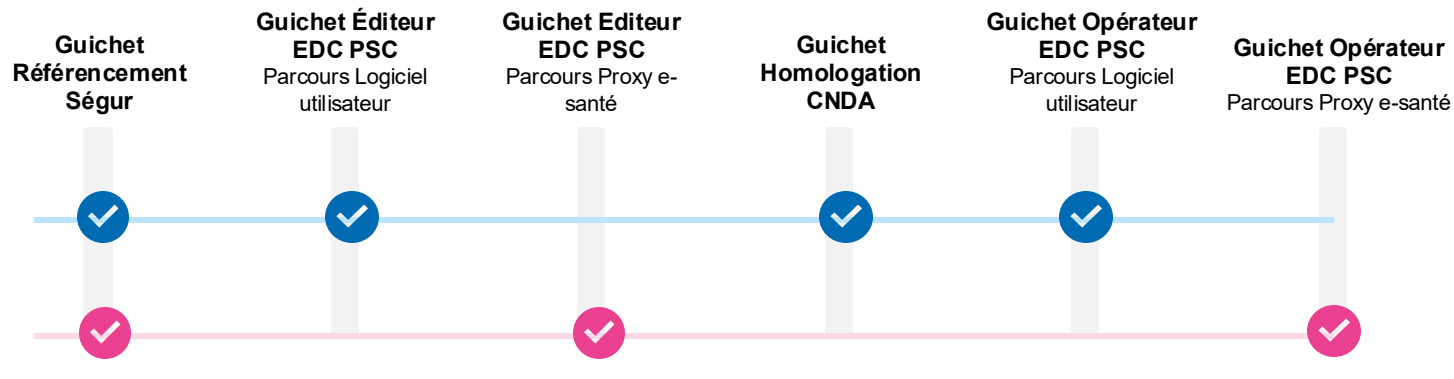 Guichet
Référencement
Ségur
Guichet Éditeur
EDC PSC
Parcours Logiciel
utilisateur
Guichet Editeur
EDC PSC
Parcours Proxy e-
santé
Guichet
Homologation
CNDA
Guichet Opérateur
EDC PSC
Parcours Logiciel
utilisateur
Guichet Opérateur
EDC PSC
Parcours Proxy e-santé